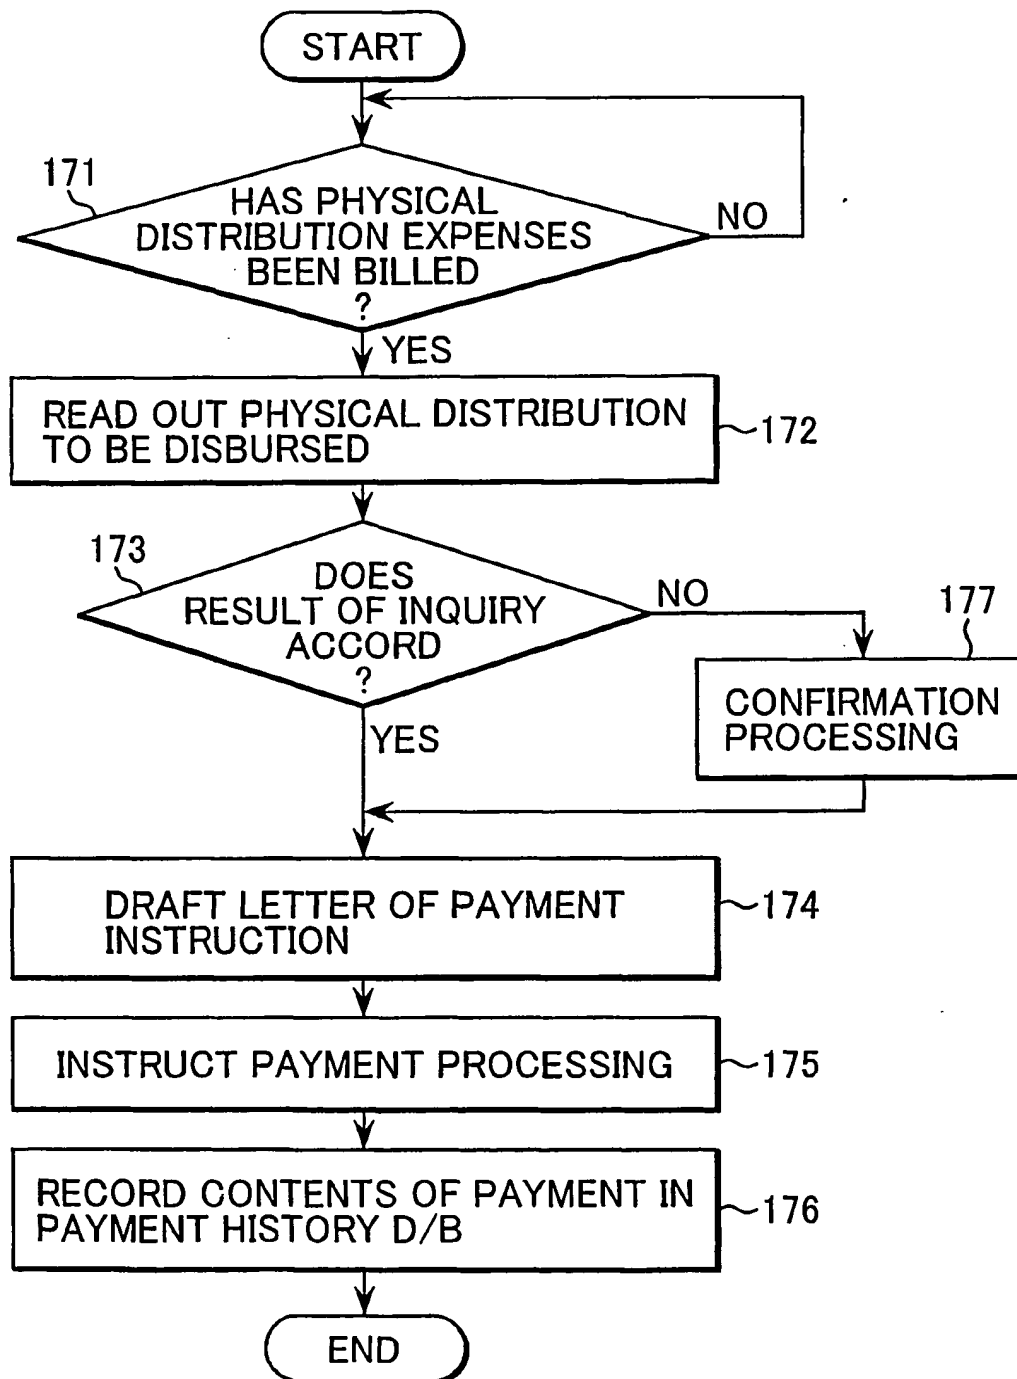 START
171
HAS PHYSICAL
DISTRIBUTION EXPENSES
BEEN BILLED
?
NO
YES
READ OUT PHYSICAL DISTRIBUTION
TO BE DISBURSED
172
173
DOES
RESULT OF INQUIRY
ACCORD
?
NO
177
CONFIRMATION
PROCESSING
YES
DRAFT LETTER OF PAYMENT
INSTRUCTION
174
INSTRUCT PAYMENT PROCESSING
175
RECORD CONTENTS OF PAYMENT IN
PAYMENT HISTORY D/B
176
END